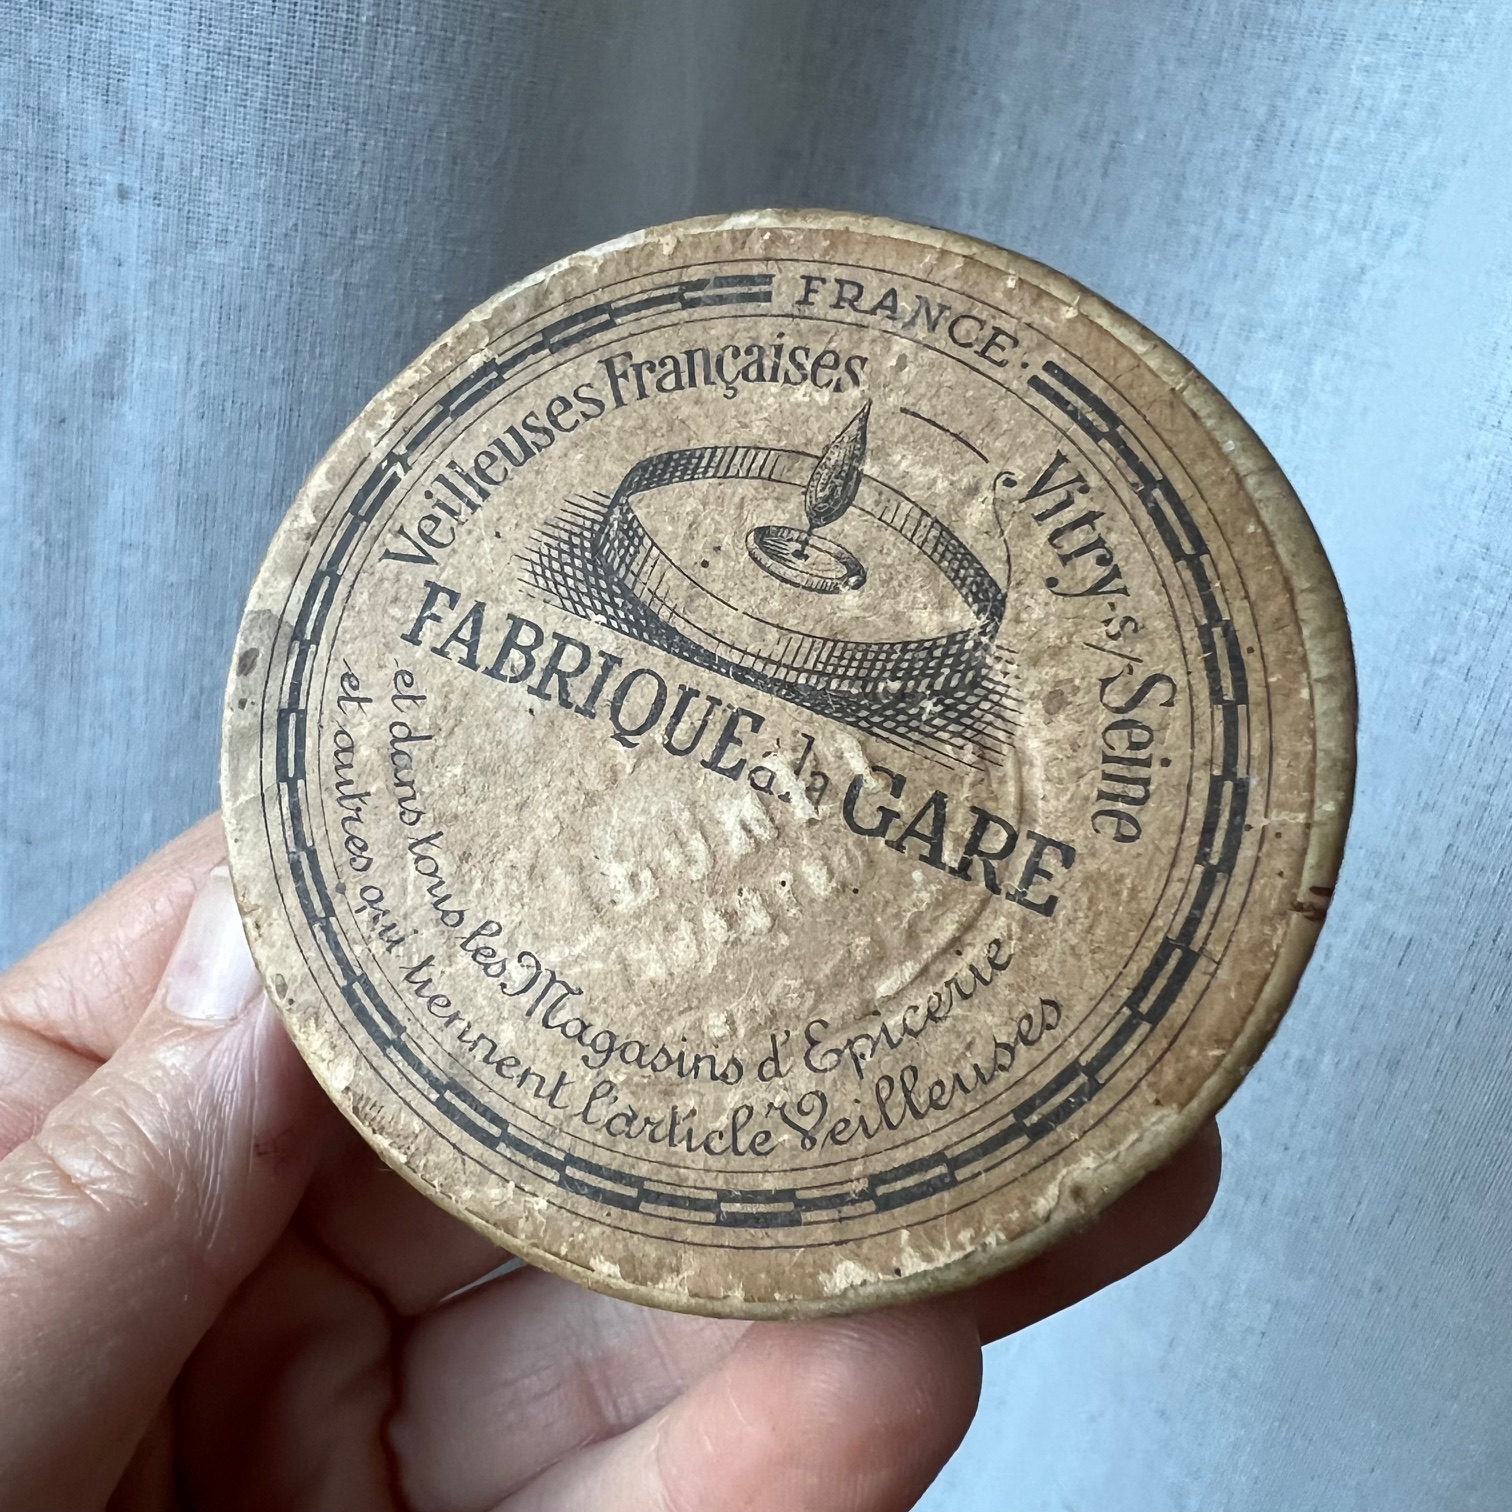 FRANCE.
Veilleuses Françaises
Vitry-s/-Seine
FABRIQUE à la GARE
et dans tous les Magasins d'Epicerie
et autres qui tiennent l'article Veilleuses